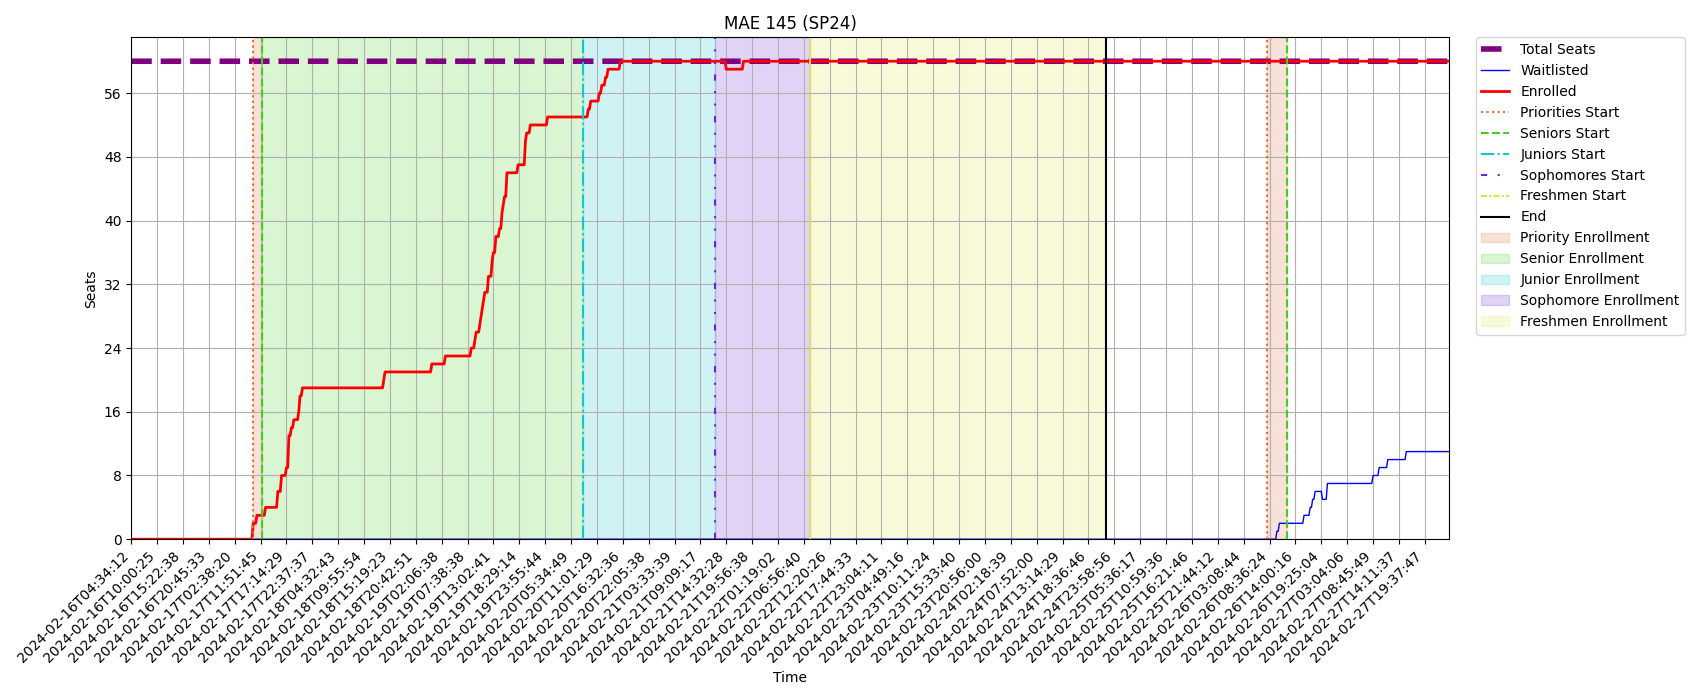 MAE 145 (SP24)
Total Seats
Waitlisted
Enrolled
Priorities Start
Seniors Start
Juniors Start
Sophomores Start
Freshmen Start
End
Priority Enrollment
Senior Enrollment
Junior Enrollment
Sophomore Enrollment
Freshmen Enrollment
Seats
56
48
40
32
24
16
8
0
2024-02-16T04:34:12
2024-02-16T10:00:25
2024-02-16T15:22:38
2024-02-16T20:45:33
2024-02-17T02:38:20
2024-02-17T11:51:45
2024-02-17T17:14:29
2024-02-17T22:37:37
2024-02-18T04:32:43
2024-02-18T09:55:54
2024-02-18T15:19:23
2024-02-18T20:42:51
2024-02-19T02:06:38
2024-02-19T07:38:38
2024-02-19T13:02:41
2024-02-19T18:29:14
2024-02-19T23:55:44
2024-02-20T05:34:49
2024-02-20T11:01:29
2024-02-20T16:32:36
2024-02-20T22:05:38
2024-02-21T03:33:39
2024-02-21T09:09:17
2024-02-21T14:32:28
2024-02-21T19:56:38
2024-02-22T01:19:02
2024-02-22T06:56:40
2024-02-22T12:20:26
2024-02-22T17:44:33
2024-02-22T23:04:11
2024-02-23T04:49:16
2024-02-23T10:11:24
2024-02-23T15:33:40
2024-02-23T20:56:00
2024-02-24T02:18:39
2024-02-24T07:52:00
2024-02-24T13:14:29
2024-02-24T18:36:46
2024-02-24T23:58:56
2024-02-25T05:36:17
2024-02-25T10:59:36
2024-02-25T16:21:46
2024-02-25T21:44:12
2024-02-26T03:08:44
2024-02-26T08:36:24
2024-02-26T14:00:16
2024-02-26T19:25:04
2024-02-27T03:04:06
2024-02-27T08:45:49
2024-02-27T14:11:37
2024-02-27T19:37:47
Time